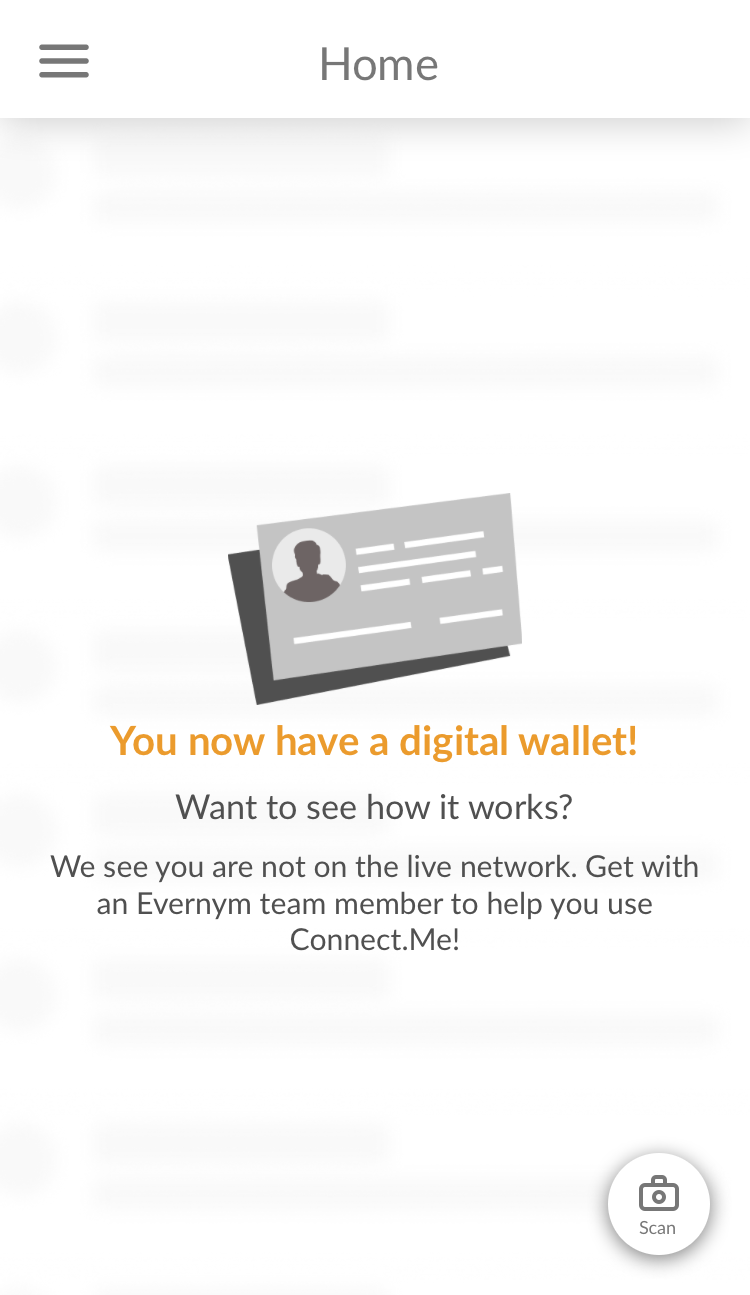 Home
You now have a digital wallet!
Want to see how it works?
We see you are not on the live network. Get with
an Evernym team member to help you use
Connect.Me!
Scan